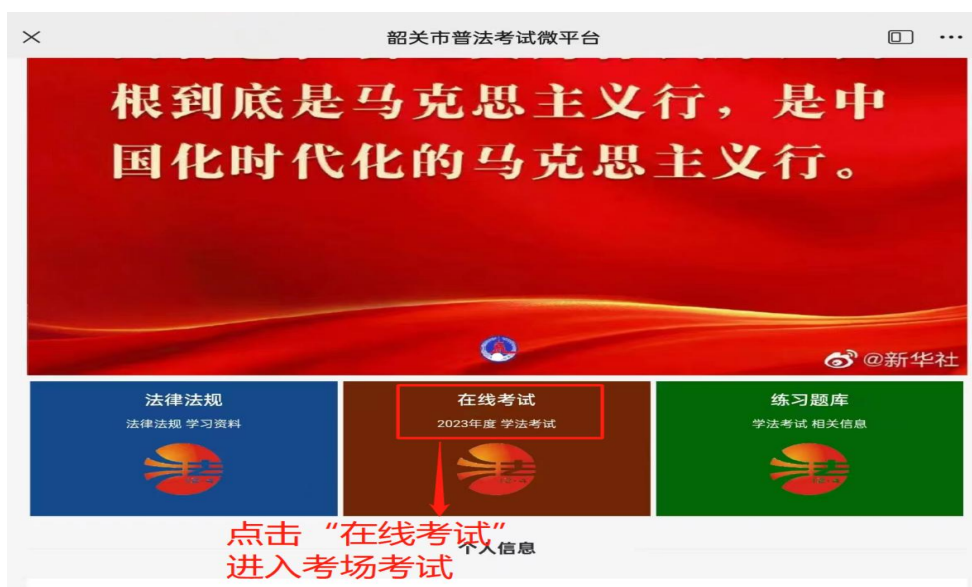 韶关市普法考试微平台
根到底是马克思主义行，是中
国化时代化的马克思主义行。
@新华社
法律法规
法律法规 学习资料
在线考试
2023年度 学法考试
练习题库
学法考试 相关信息
点击“在线考试”
进入考场考试
个人信息